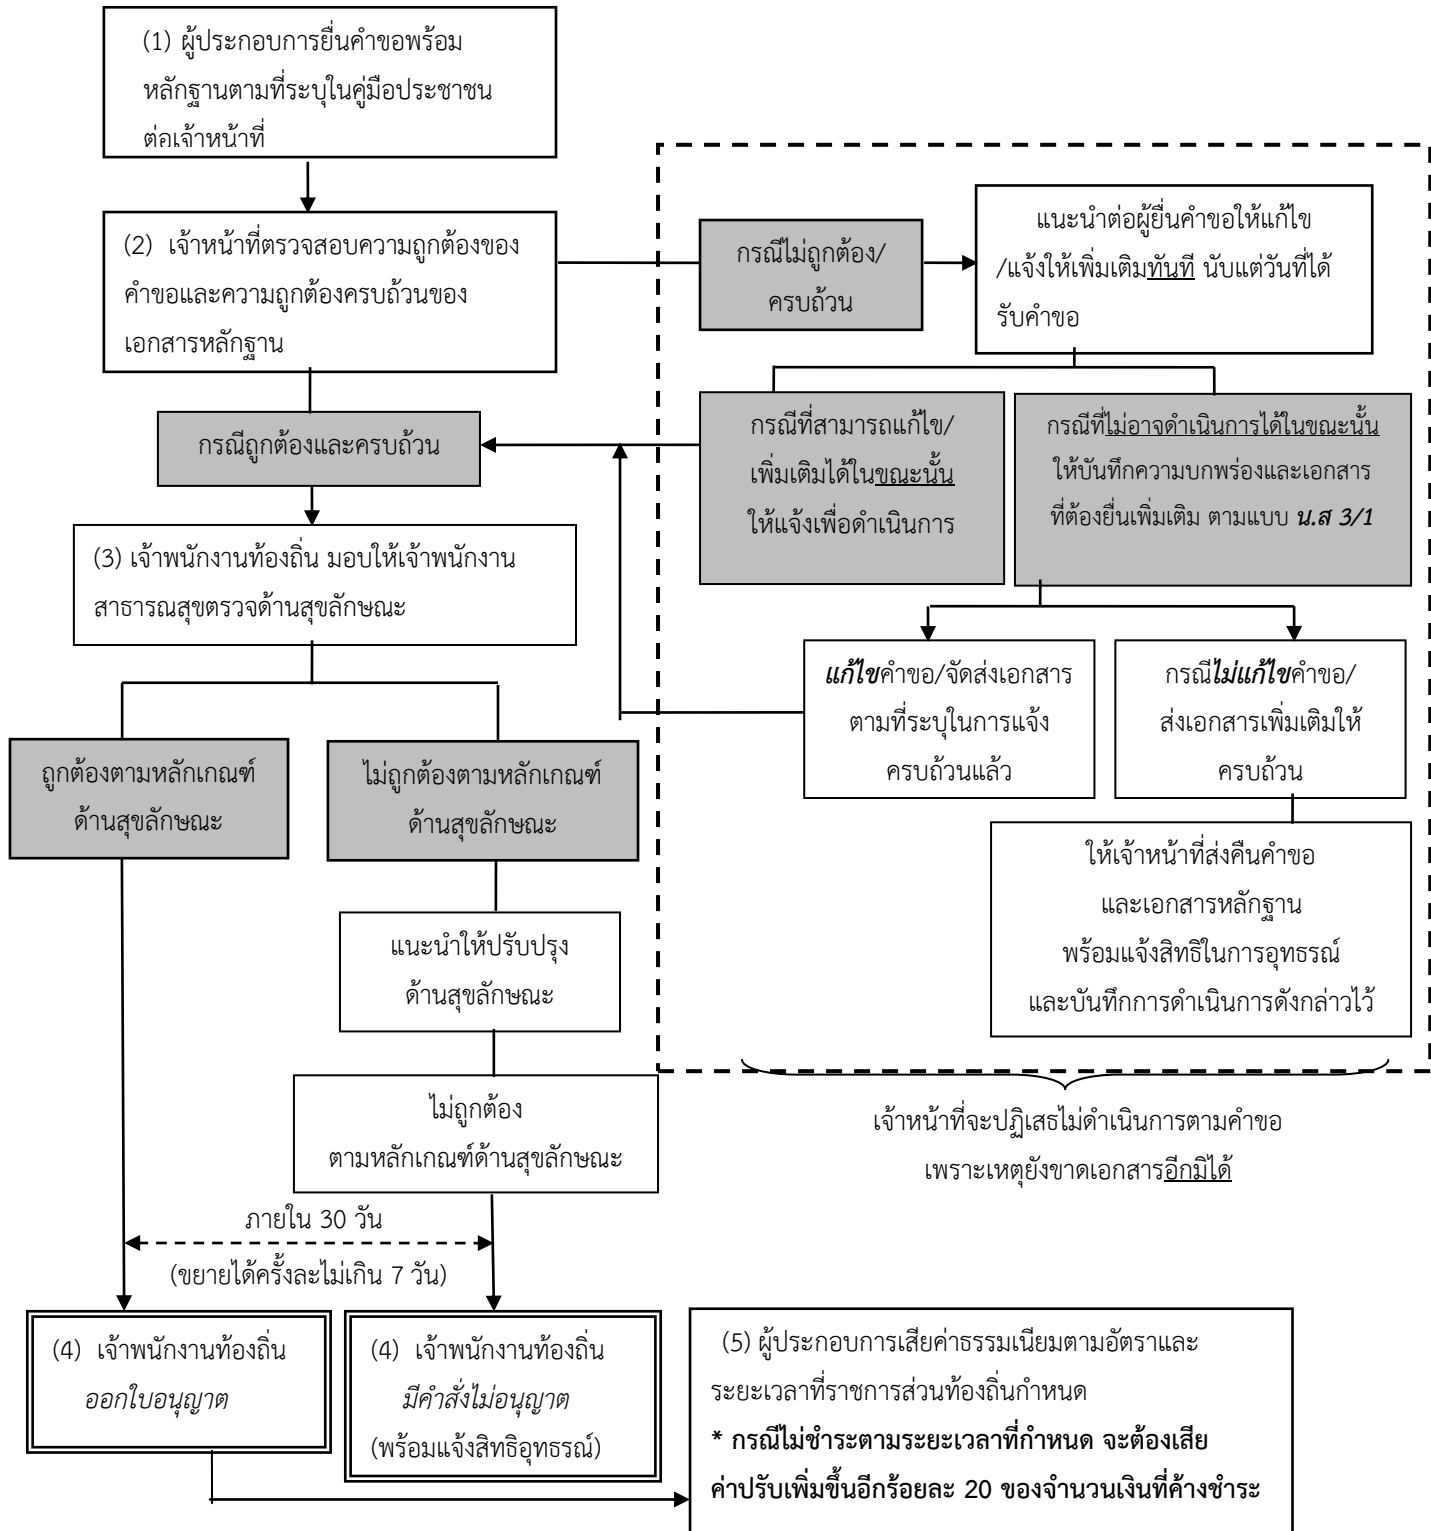 (1) ผู้ประกอบการยื่นคำขอพร้อม
หลักฐานตามที่ระบุในคู่มือประชาชน
ต่อเจ้าหน้าที่
(2) เจ้าหน้าที่ตรวจสอบความถูกต้องของ
คำขอและความถูกต้องครบถ้วนของ
เอกสารหลักฐาน
กรณีไม่ถูกต้อง/
ครบถ้วน
แนะนำต่อผู้ยื่นคำขอให้แก้ไข
/แจ้งให้เพิ่มเติมทันที นับแต่วันที่ได้
รับคำขอ
กรณีถูกต้องและครบถ้วน
กรณีที่สามารถแก้ไข/
เพิ่มเติมได้ในขณะนั้น
ให้แจ้งเพื่อดำเนินการ
กรณีที่ไม่อาจดำเนินการได้ในขณะนั้น
ให้บันทึกความบกพร่องและเอกสาร
ที่ต้องยื่นเพิ่มเติม ตามแบบ น.ส 3/1
(3) เจ้าพนักงานท้องถิ่น มอบให้เจ้าพนักงาน
สาธารณสุขตรวจด้านสุขลักษณะ
แก้ไขคำขอ/จัดส่งเอกสาร
ตามที่ระบุในการแจ้ง
ครบถ้วนแล้ว
กรณีไม่แก้ไขคำขอ/
ส่งเอกสารเพิ่มเติมให้
ครบถ้วน
ถูกต้องตามหลักเกณฑ์
ด้านสุขลักษณะ
ไม่ถูกต้องตามหลักเกณฑ์
ด้านสุขลักษณะ
ให้เจ้าหน้าที่ส่งคืนคำขอ
และเอกสารหลักฐาน
พร้อมแจ้งสิทธิในการอุทธรณ์
และบันทึกการดำเนินการดังกล่าวไว้
แนะนำให้ปรับปรุง
ด้านสุขลักษณะ
ไม่ถูกต้อง
ตามหลักเกณฑ์ด้านสุขลักษณะ
เจ้าหน้าที่จะปฏิเสธไม่ดำเนินการตามคำขอ
เพราะเหตุยังขาดเอกสารอีกมิได้
ภายใน 30 วัน
(ขยายได้ครั้งละไม่เกิน 7 วัน)
(4) เจ้าพนักงานท้องถิ่น
ออกใบอนุญาต
(4) เจ้าพนักงานท้องถิ่น
มีคำสั่งไม่อนุญาต
(พร้อมแจ้งสิทธิอุทธรณ์)
(5) ผู้ประกอบการเสียค่าธรรมเนียมตามอัตราและ
ระยะเวลาที่ราชการส่วนท้องถิ่นกำหนด
* กรณีไม่ชำระตามระยะเวลาที่กำหนด จะต้องเสีย
ค่าปรับเพิ่มขึ้นอีกร้อยละ 20 ของจำนวนเงินที่ค้างชำระ